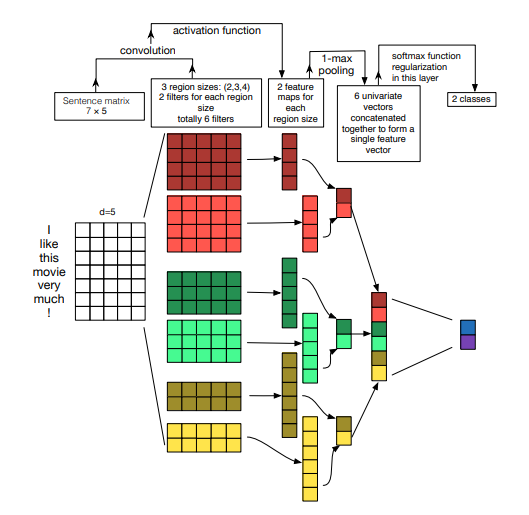 activation function
convolution
1-max
pooling
softmax function
regularization
in this layer
Sentence matrix
7 × 5
3 region sizes: (2,3,4)
2 filters for each region
size
totally 6 filters
2 feature
maps for
each
region size
6 univariate
vectors
concatenated
together to form a
single feature
vector
2 classes
d=5
I
like
this
movie
very
much
!